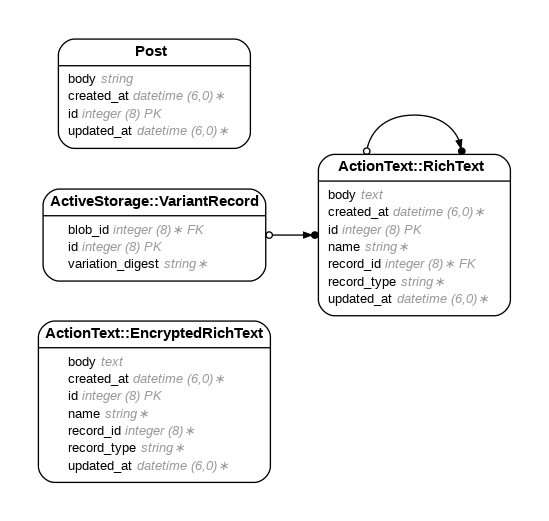 Post
body string
created_at datetime (6,0)∗
id integer (8) PK
updated_at datetime (6,0)∗
ActiveStorage::VariantRecord
blob_id integer (8)∗ FK
id integer (8) PK
variation_digest string∗
ActionText::EncryptedRichText
body text
created_at datetime (6,0)∗
id integer (8) PK
name string∗
record_id integer (8)∗
record_type string∗
updated_at datetime (6,0)∗
ActionText::RichText
body text
created_at datetime (6,0)∗
id integer (8) PK
name string∗
record_id integer (8)∗ FK
record_type string∗
updated_at datetime (6,0)∗